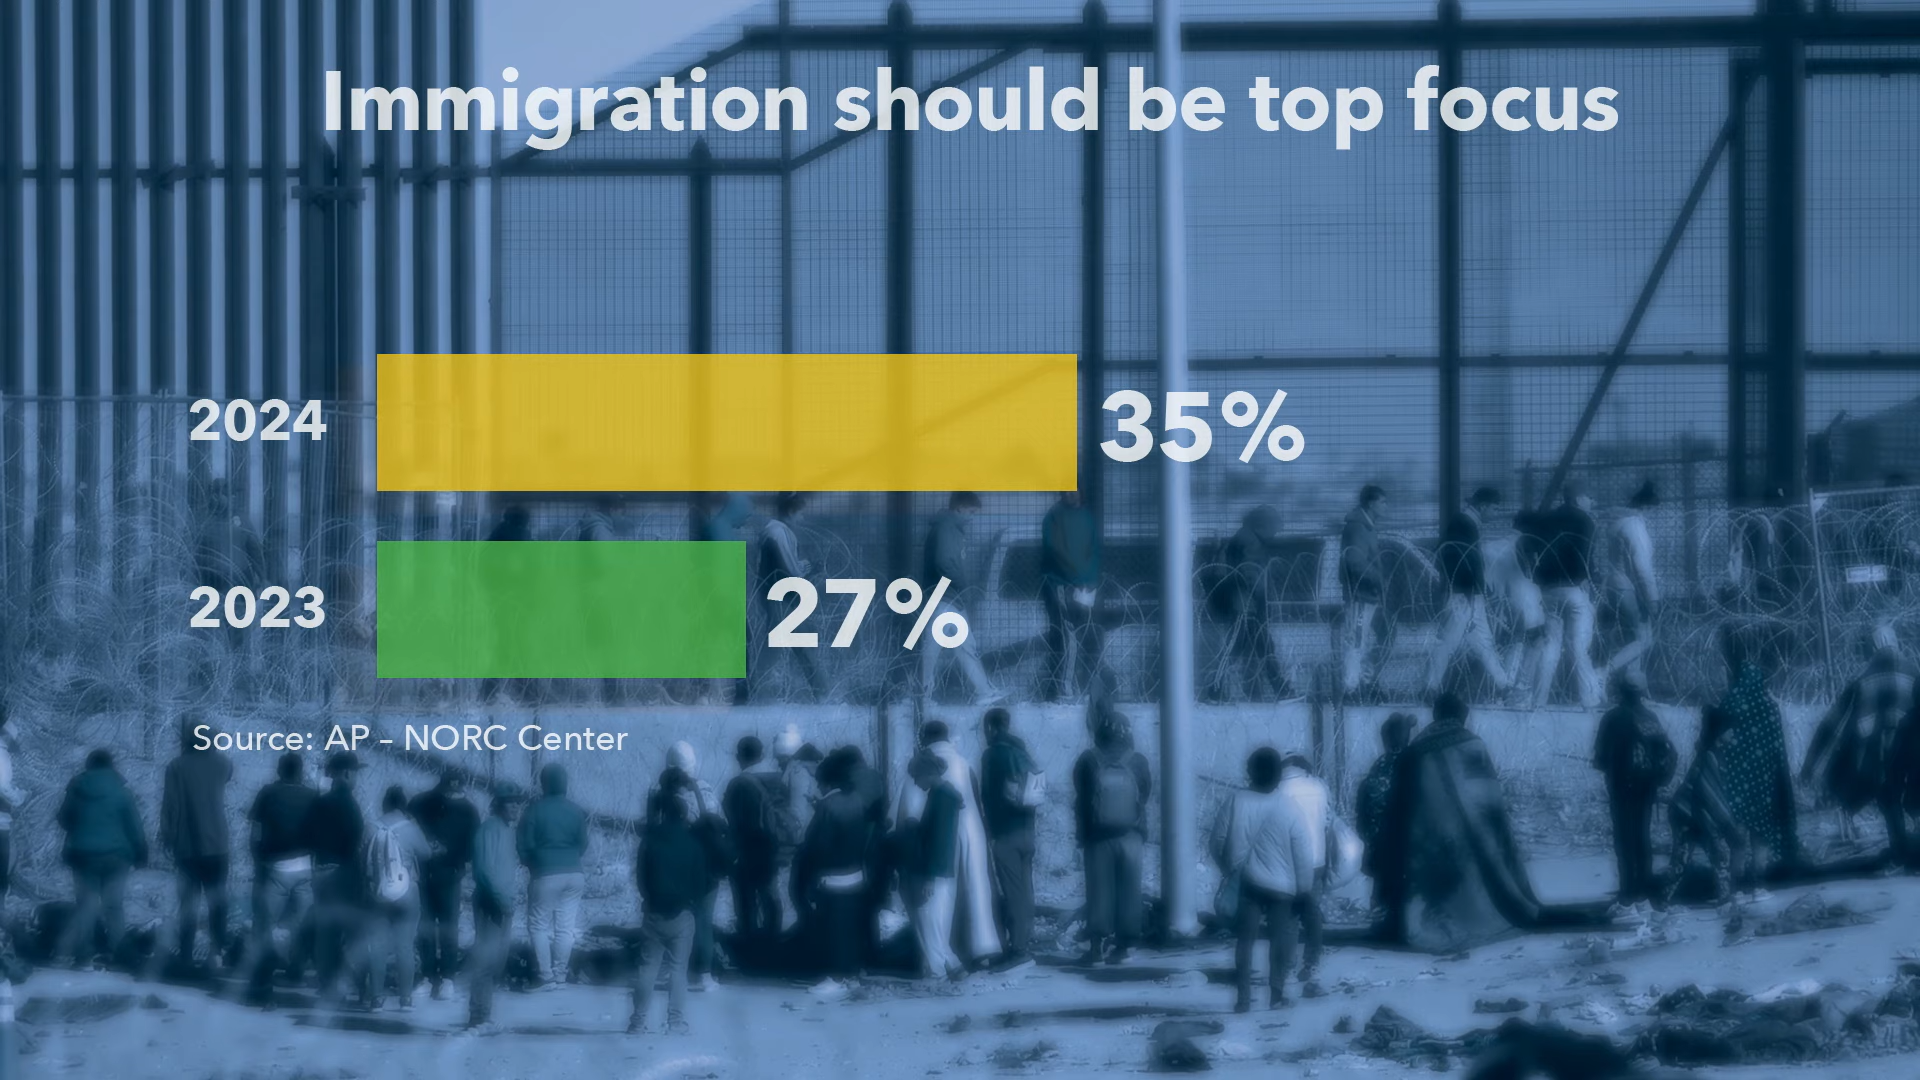 Immigration should be top focus
2024 35%
2023 27%
Source: AP – NORC Center